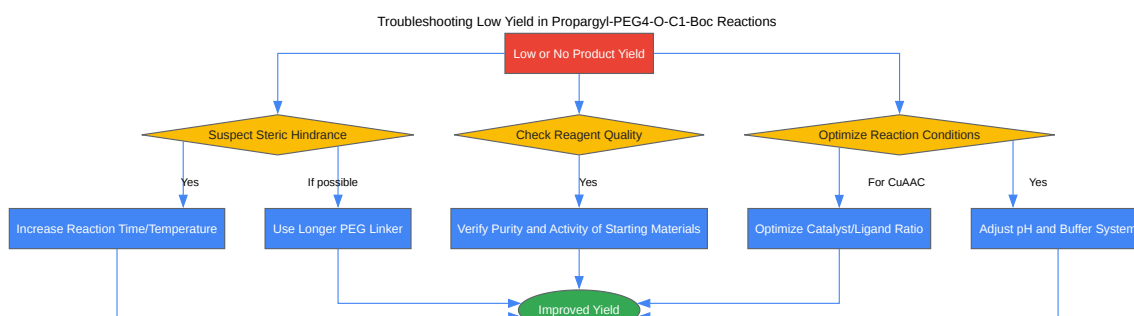 Troubleshooting Low Yield in Propargyl-PEG4-O-C1-Boc Reactions
Low or No Product Yield
Suspect Steric Hindrance
Check Reagent Quality
Optimize Reaction Conditions
Yes
If possible
Yes
For CuAAC
Yes
Increase Reaction Time/Temperature
Use Longer PEG Linker
Verify Purity and Activity of Starting Materials
Optimize Catalyst/Ligand Ratio
Adjust pH and Buffer System
Improved Yield